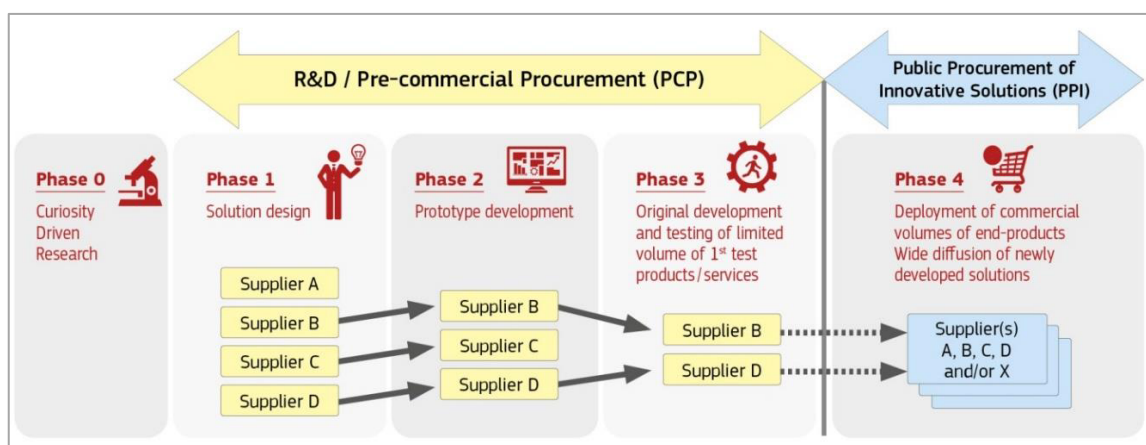 R&D / Pre-commercial Procurement (PCP)
Public Procurement of
Innovative Solutions (PPI)
Phase 0
Curiosity
Driven
Research
Phase 1
Solution design
Supplier A
Supplier B
Supplier C
Supplier D
Phase 2
Prototype development
Supplier B
Supplier C
Supplier D
Phase 3
Original development
and testing of limited
volume of 1st test
products/services
Supplier B
Supplier D
Phase 4
Deployment of commercial
volumes of end-products
Wide diffusion of newly
developed solutions
Supplier(s)
A, B, C, D
and/or X